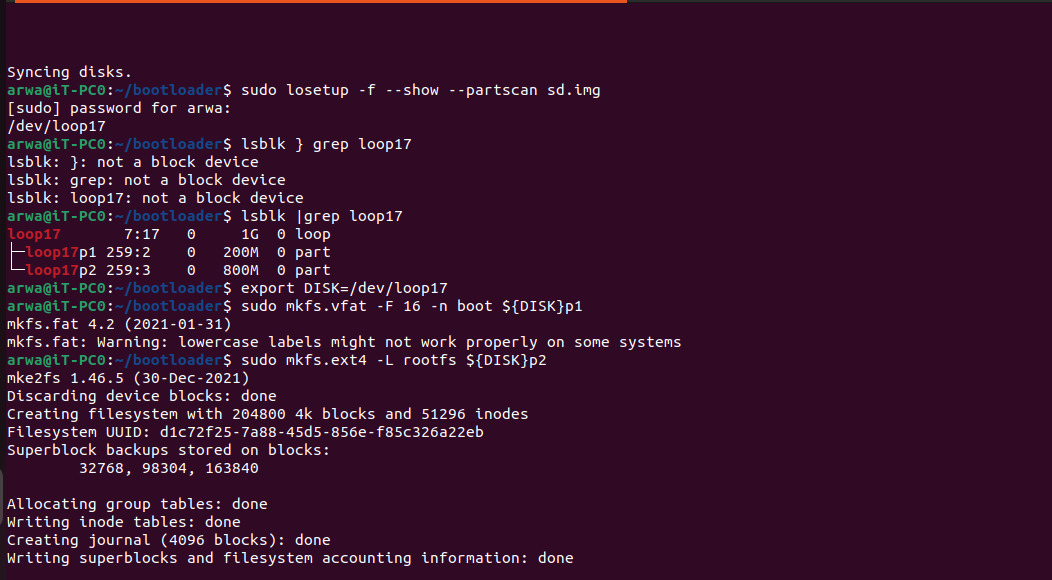 Syncing disks.
arwa@iT-PC0:~/bootloader$ sudo losetup -f --show --partscan sd.img
[sudo] password for arwa:
/dev/loop17
arwa@iT-PC0:~/bootloader$ lsblk } grep loop17
lsblk: }: not a block device
lsblk: grep: not a block device
lsblk: loop17: not a block device
arwa@iT-PC0:~/bootloader$ lsblk |grep loop17
loop17       7:17   0     1G  0 loop
├─loop17p1 259:2    0   200M  0 part
└─loop17p2 259:3    0   800M  0 part
arwa@iT-PC0:~/bootloader$ export DISK=/dev/loop17
arwa@iT-PC0:~/bootloader$ sudo mkfs.vfat -F 16 -n boot ${DISK}p1
mkfs.fat 4.2 (2021-01-31)
mkfs.fat: Warning: lowercase labels might not work properly on some systems
arwa@iT-PC0:~/bootloader$ sudo mkfs.ext4 -L rootfs ${DISK}p2
mke2fs 1.46.5 (30-Dec-2021)
Discarding device blocks: done
Creating filesystem with 204800 4k blocks and 51296 inodes
Filesystem UUID: d1c72f25-7a88-45d5-856e-f85c326a22eb
Superblock backups stored on blocks:
        32768, 98304, 163840

Allocating group tables: done
Writing inode tables: done
Creating journal (4096 blocks): done
Writing superblocks and filesystem accounting information: done